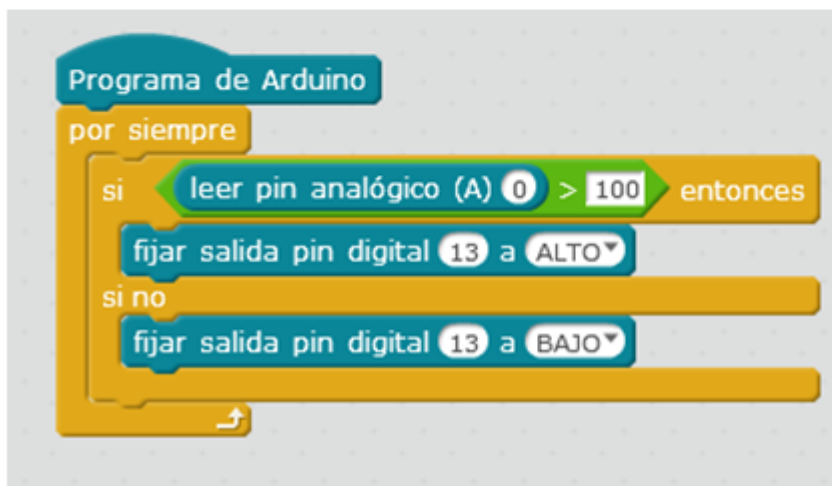 Programa de Arduino
por siempre
si leer pin analógico (A) 0 > 100 entonces
fijar salida pin digital 13 a ALTO
si no
fijar salida pin digital 13 a BAJO